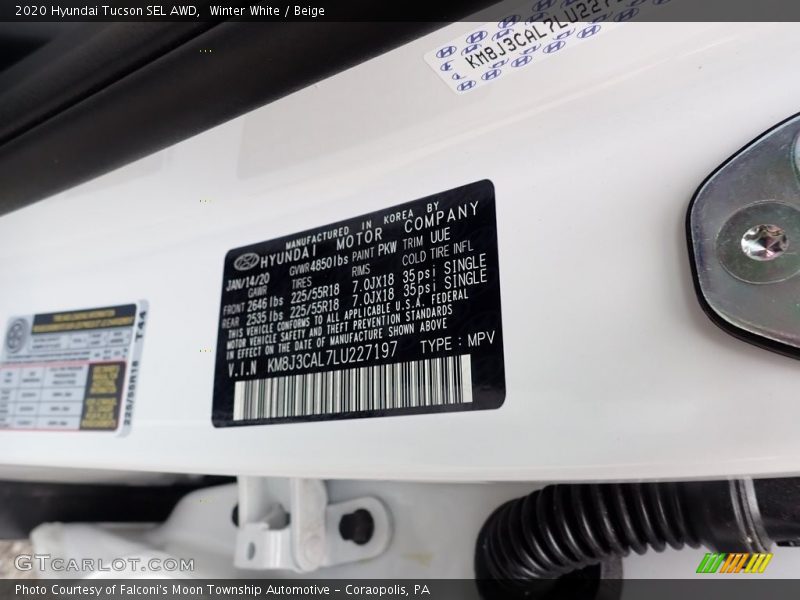 2020 Hyundai Tucson SEL AWD,  Winter White / Beige
KM8J3CAL7LU227
MANUFACTURED IN KOREA BY
HYUNDAI MOTOR COMPANY
JAN/14/20 GVWR 4850lbs PAINT PKW TRIM UUE
GAWR TIRES RIMS COLD TIRE INFL
FRONT 2646 lbs 225/55R18 7.0JX18 35psi SINGLE
REAR 2535 lbs 225/55R18 7.0JX18 35psi SINGLE
THIS VEHICLE CONFORMS TO ALL APPLICABLE U.S.A. FEDERAL
MOTOR VEHICLE SAFETY AND THEFT PREVENTION STANDARDS
IN EFFECT ON THE DATE OF MANUFACTURE SHOWN ABOVE
V.I.N KM8J3CAL7LU227197 TYPE : MPV
T44
225/55R18
GTCARLOT.COM
Photo Courtesy of Falconi's Moon Township Automotive - Coraopolis, PA